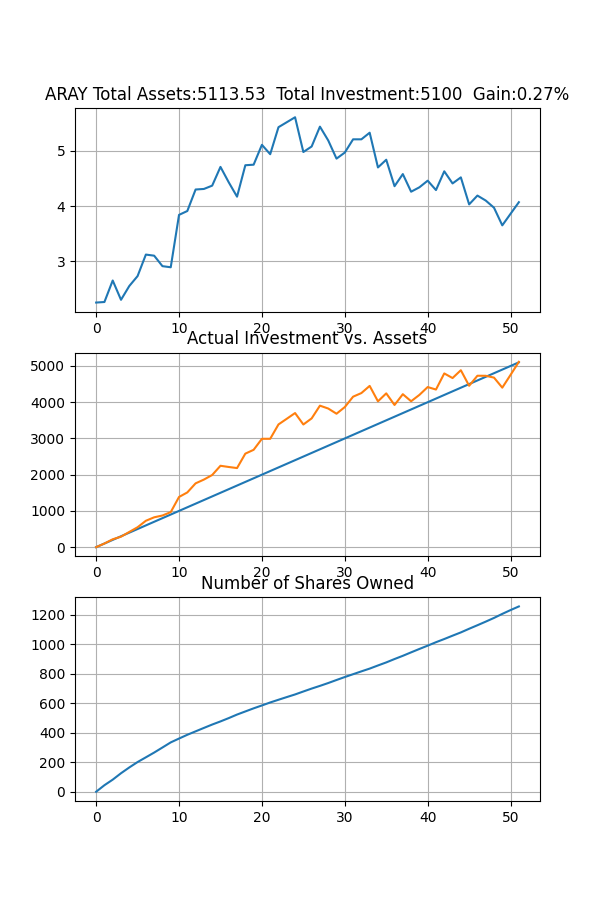 ARAY Total Assets:5113.53  Total Investment:5100  Gain:0.27%
5
4
3
0 10 20 30 40 50
Actual Investment vs. Assets
5000
4000
3000
2000
1000
0
0 10 20 30 40 50
Number of Shares Owned
1200
1000
800
600
400
200
0
0 10 20 30 40 50